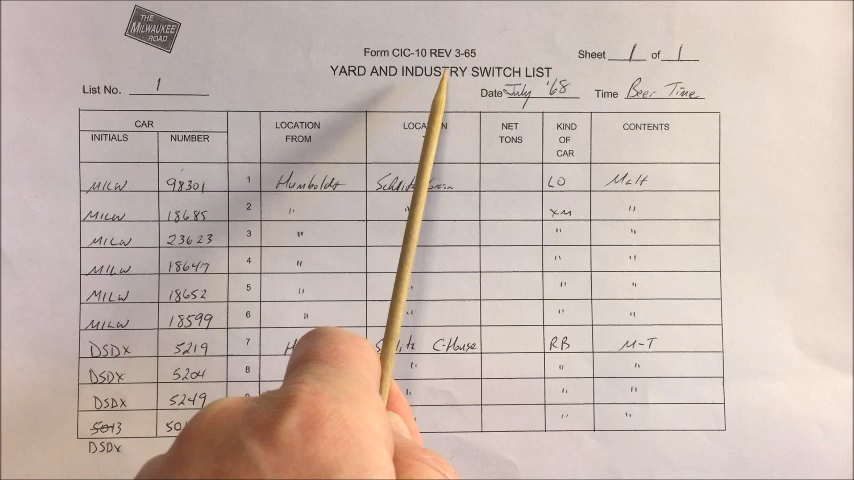 THE
MILWAUKEE
ROAD
Form CIC-10 REV 3-65
Sheet 1 of 1
YARD AND INDUSTRY SWITCH LIST
List No. 1
Date July '68 Time Beer Time
CAR LOCATION NET KIND CONTENTS
INITIALS NUMBER FROM TONS OF
CAR
MILW 98301 1 Humboldt LO Malt
MILW 18685 2 " " XM "
MILW 23623 3 " " "
MILW 18647 4 " " "
MILW 18652 5 " " "
MILW 18599 6 " " "
DSDX 5219 7 C-House RB M-T
DSDX 5204 8 " " "
DSDX 5249 " " "
" " "
DSDX